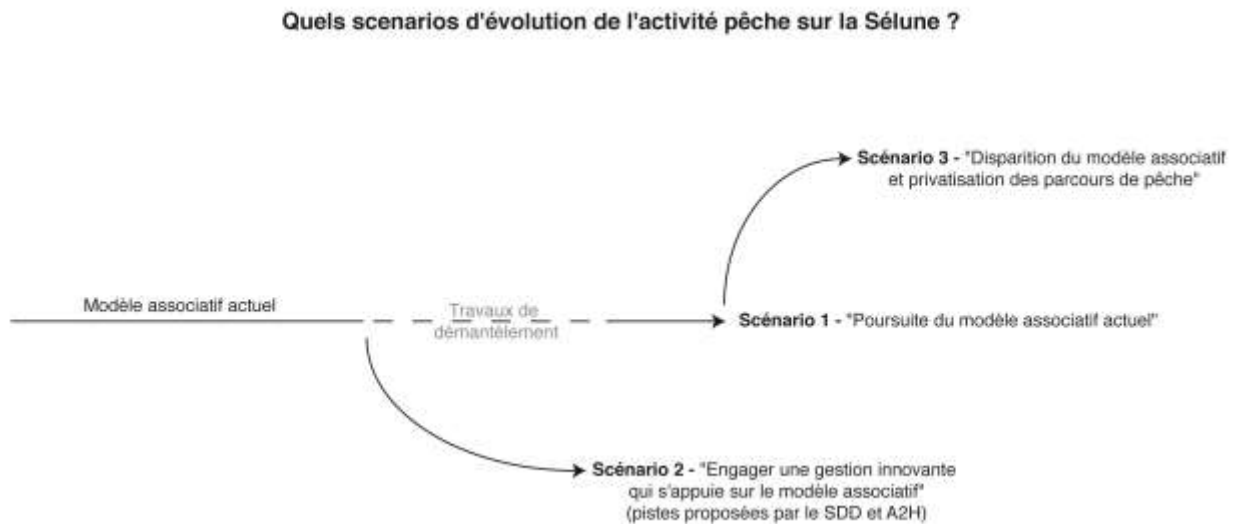 Quels scenarios d'évolution de l'activité pêche sur la Sélune ?
Scénario 3 - "Disparition du modèle associatif
et privatisation des parcours de pêche"
Modèle associatif actuel
Travaux de
démantèlement
Scénario 1 - "Poursuite du modèle associatif actuel"
Scénario 2 - "Engager une gestion innovante
qui s'appuie sur le modèle associatif"
(pistes proposées par le SDD et A2H)